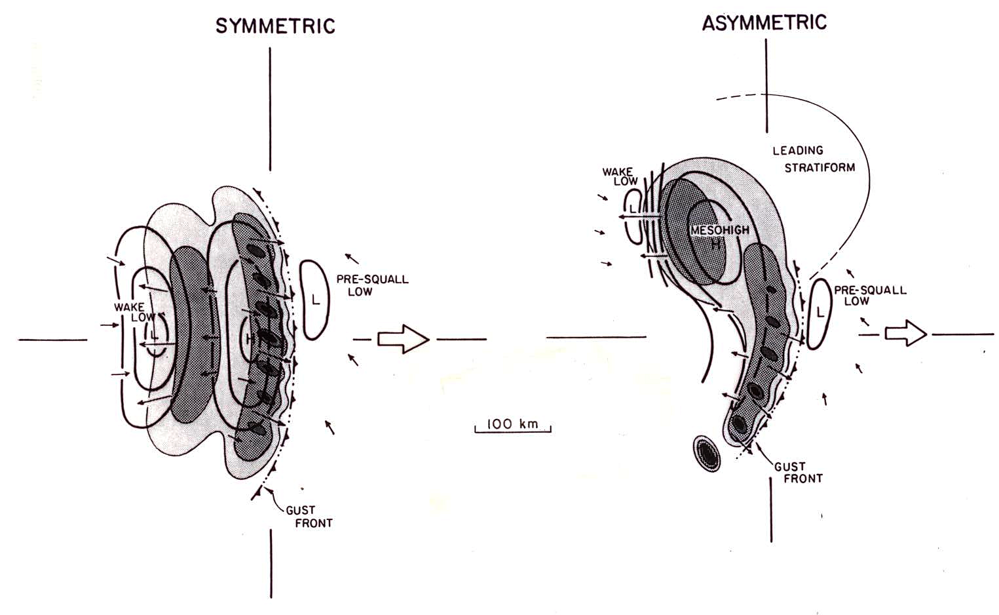 SYMMETRIC
WAKE
LOW
L
H
L
PRE-SQUALL
LOW
GUST
FRONT
100 km
ASYMMETRIC
LEADING
STRATIFORM
WAKE
LOW
L
MESOHIGH
H
PRE-SQUALL
LOW
L
GUST
FRONT